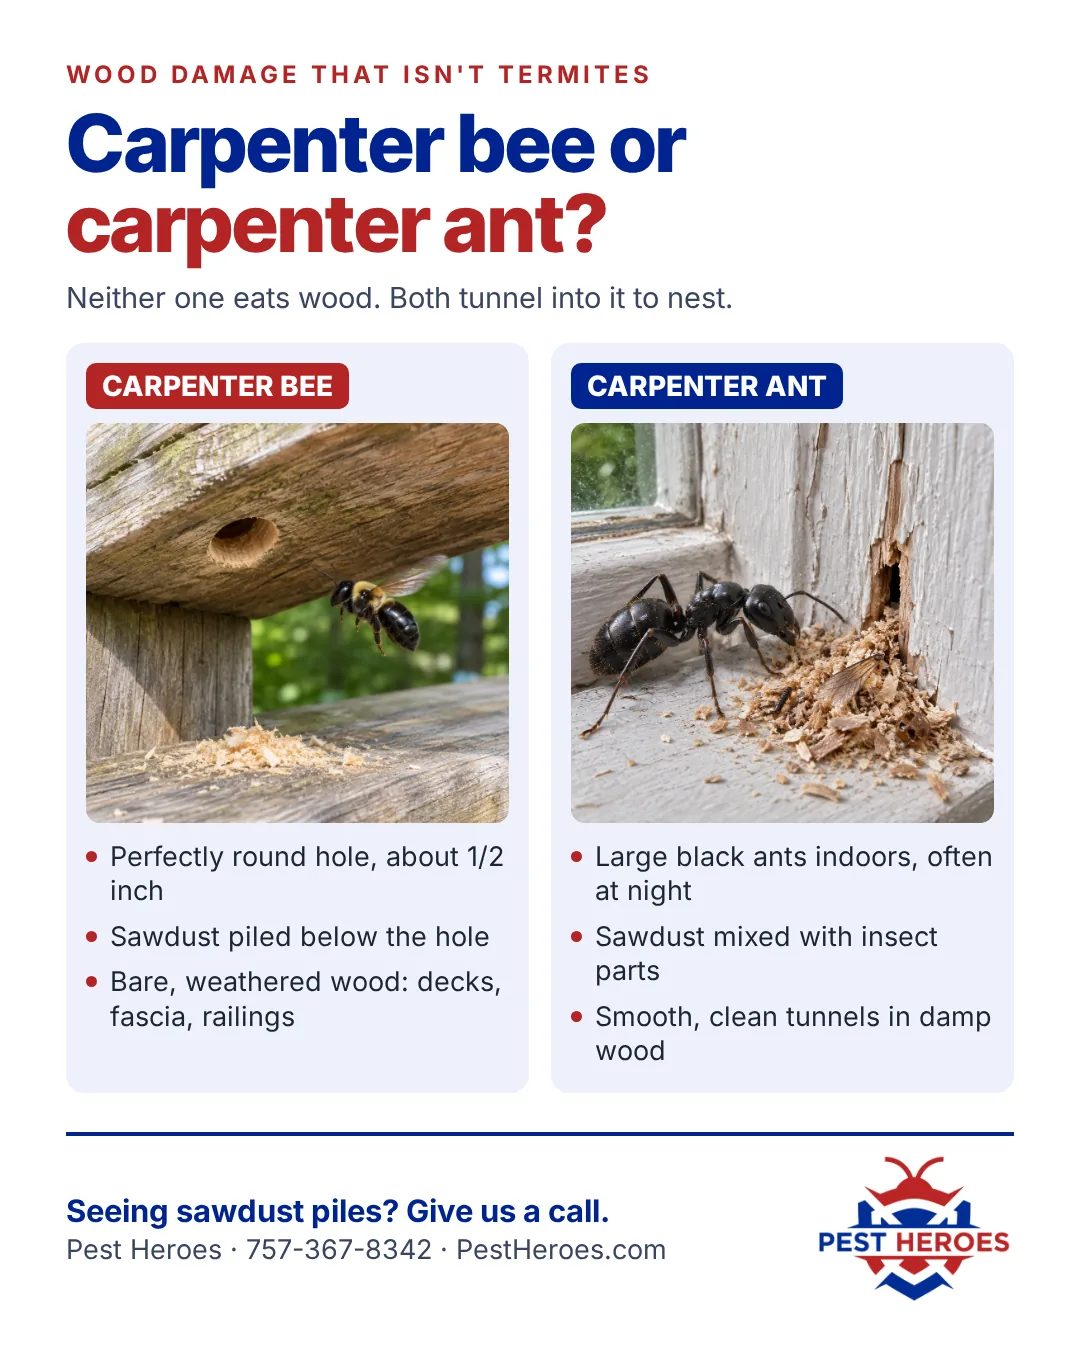 WOOD DAMAGE THAT ISN'T TERMITES
Carpenter bee or
carpenter ant?
Neither one eats wood. Both tunnel into it to nest.
CARPENTER BEE
Perfectly round hole, about 1/2
inch
Sawdust piled below the hole
Bare, weathered wood: decks,
fascia, railings
CARPENTER ANT
Large black ants indoors, often
at night
Sawdust mixed with insect
parts
Smooth, clean tunnels in damp
wood
Seeing sawdust piles? Give us a call.
Pest Heroes · 757-367-8342 · PestHeroes.com
PEST HEROES